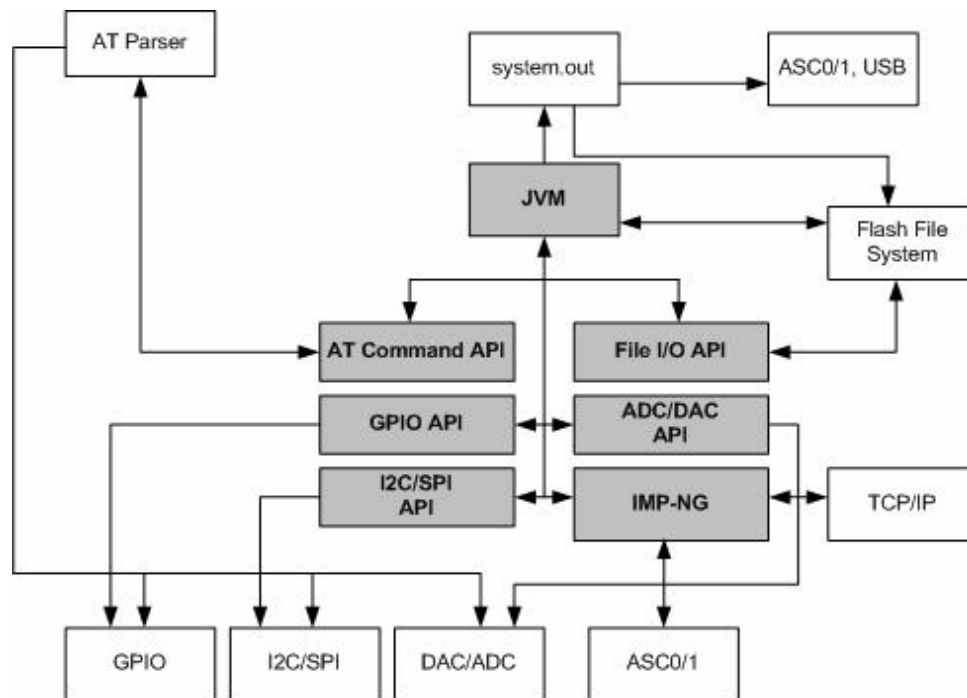 AT Parser
system.out
ASC0/1, USB
JVM
Flash File
System
AT Command API
File I/O API
GPIO API
ADC/DAC
API
I2C/SPI
API
IMP-NG
TCP/IP
GPIO
I2C/SPI
DAC/ADC
ASC0/1